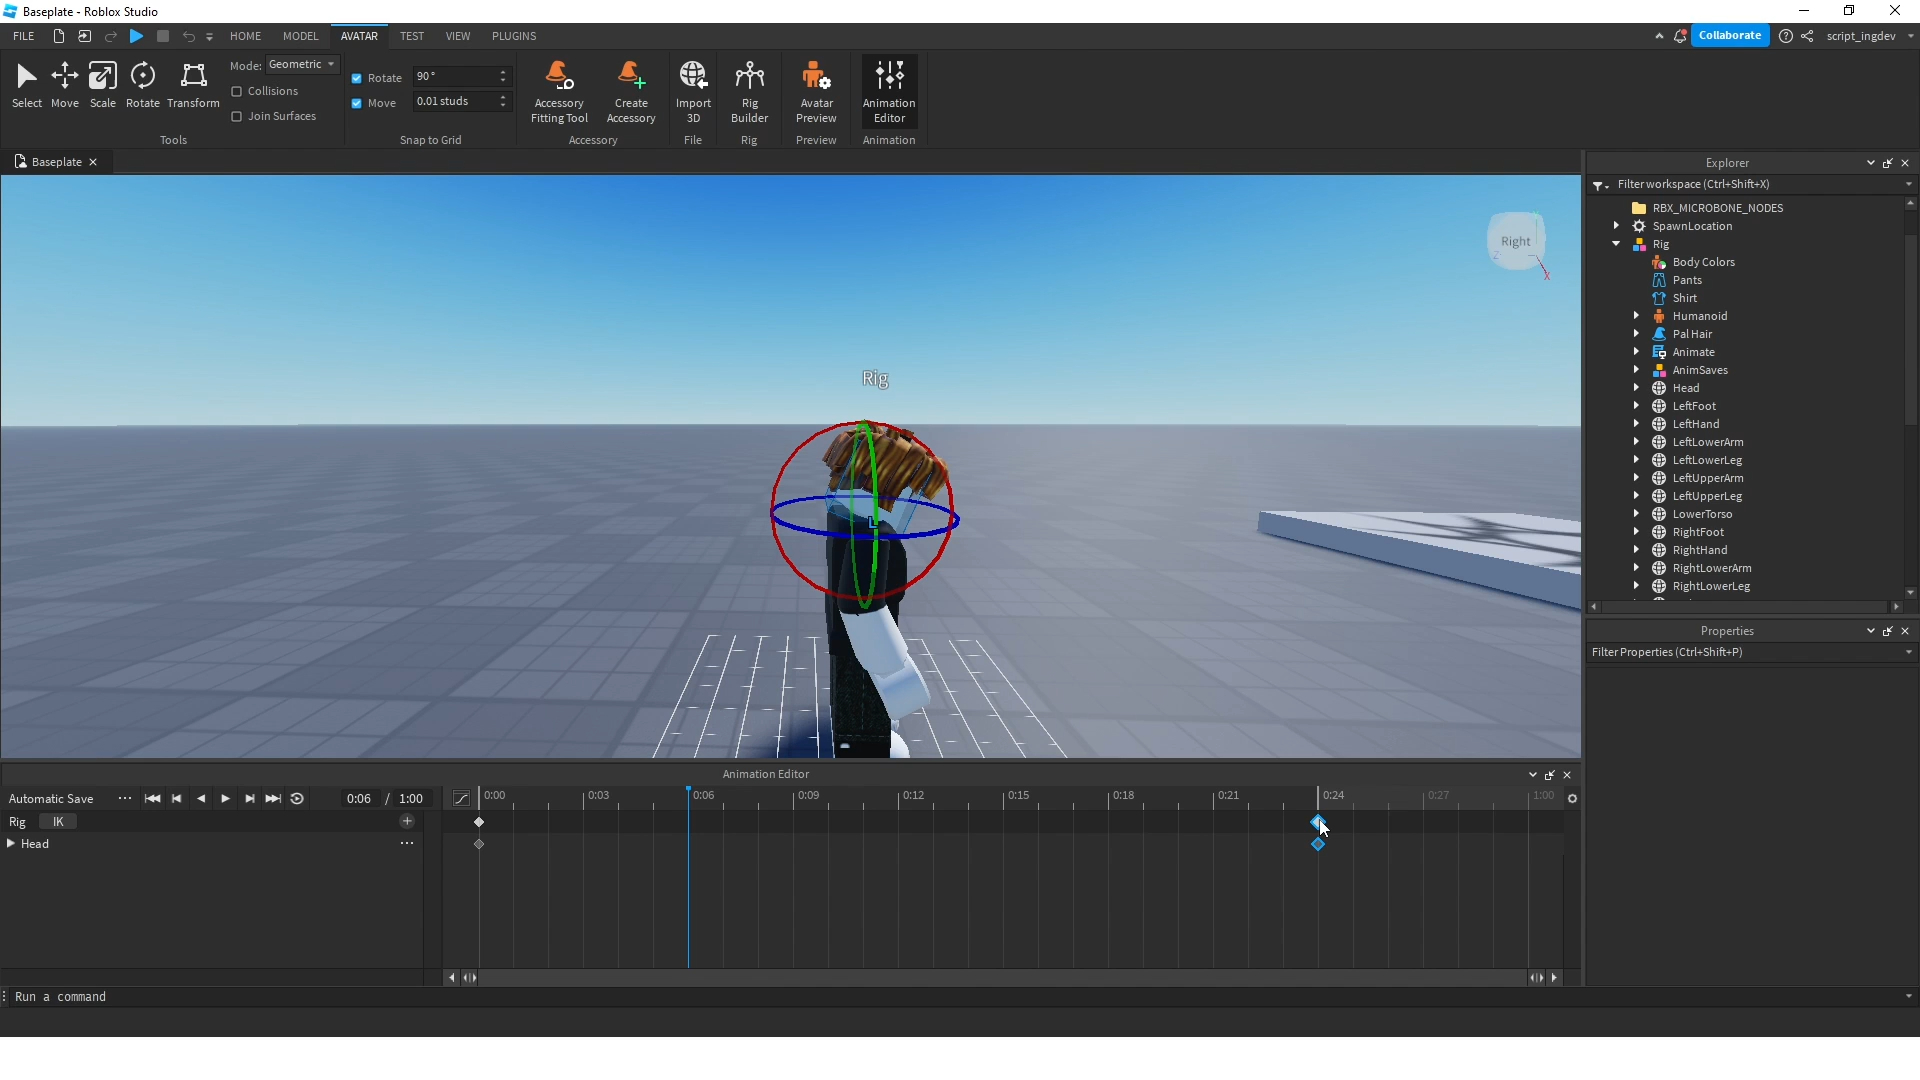 Baseplate - Roblox Studio
FILE HOME MODEL AVATAR TEST VIEW PLUGINS Collaborate script_ingdev
Select Move Scale Rotate Transform
Mode: Geometric
Collisions
Join Surfaces
Tools
Rotate 90°
Move 0.01 studs
Snap to Grid
Accessory Fitting Tool
Create Accessory
Accessory
Import 3D
File
Rig Builder
Rig
Avatar Preview
Preview
Animation Editor
Animation
Baseplate
Right
Z
X
Rig
L
Explorer
Filter workspace (Ctrl+Shift+X)
RBX_MICROBONE_NODES
SpawnLocation
Rig
Body Colors
Pants
Shirt
Humanoid
Pal Hair
Animate
AnimSaves
Head
LeftFoot
LeftHand
LeftLowerArm
LeftLowerLeg
LeftUpperArm
LeftUpperLeg
LowerTorso
RightFoot
RightHand
RightLowerArm
RightLowerLeg
Properties
Filter Properties (Ctrl+Shift+P)
Animation Editor
Automatic Save ··· 0:06 / 1:00
0:00 0:03 0:06 0:09 0:12 0:15 0:18 0:21 0:24 0:27 1:00
Rig IK
Head
Run a command